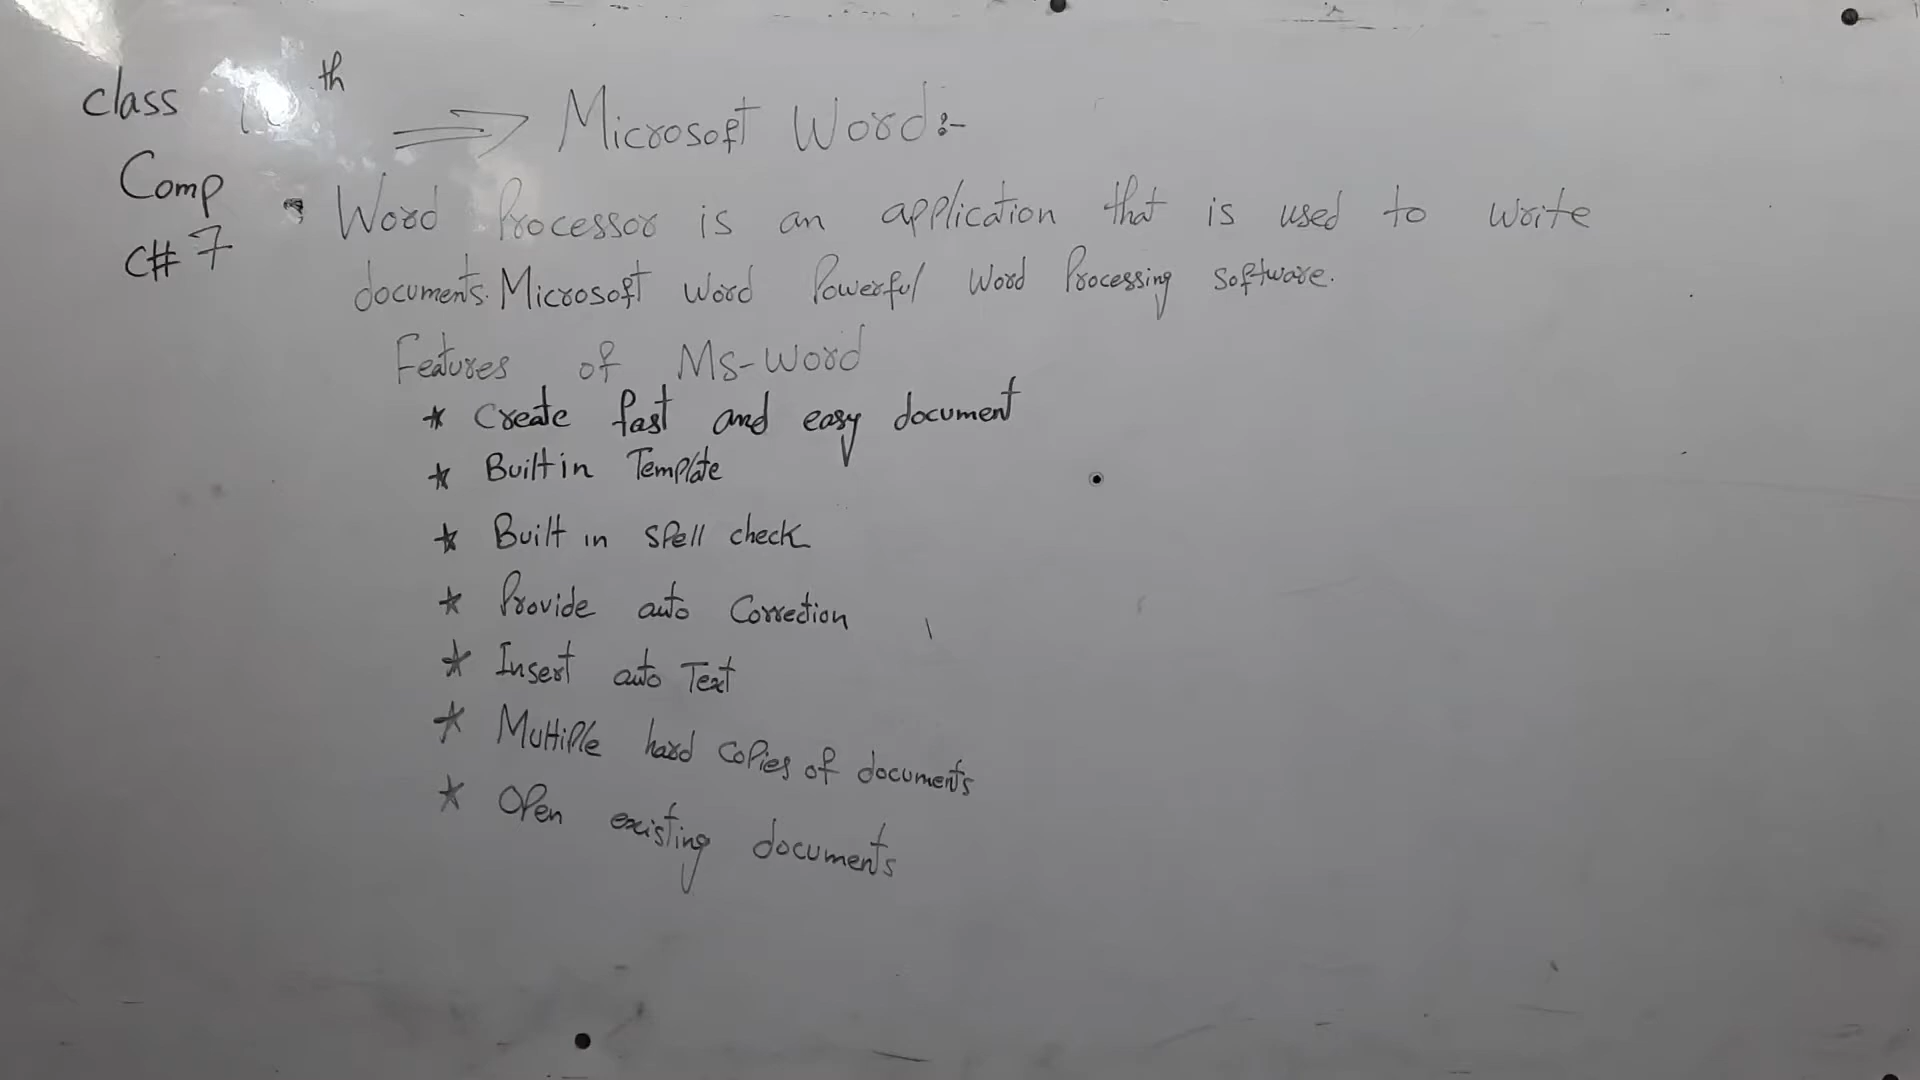 class 10th
Comp
C# 7
⇒ Microsoft Word:-
• Word Processor is an application that is used to write
documents. Microsoft word Powerful Word Processing software.
Features of Ms-Word
* Create fast and easy document
* Builtin Template
* Built in spell check
* Provide auto Correction
* Insert auto Text
* Multiple hard copies of documents
* Open existing documents